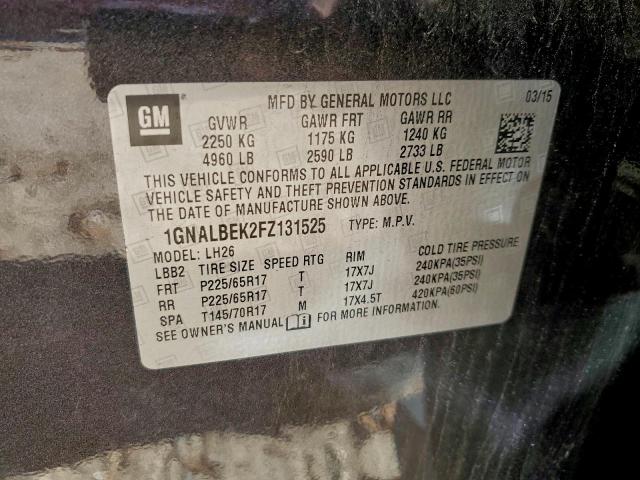 GM
MFD BY GENERAL MOTORS LLC 03/15
GVWR GAWR FRT GAWR RR
2250 KG 1175 KG 1240 KG
4960 LB 2590 LB 2733 LB
THIS VEHICLE CONFORMS TO ALL APPLICABLE U.S. FEDERAL MOTOR
VEHICLE SAFETY AND THEFT PREVENTION STANDARDS IN EFFECT ON
THE DATE OF MANUFACTURE SHOWN ABOVE.
1GNALBEK2FZ131525 TYPE: M.P.V.
MODEL: LH26
LBB2 TIRE SIZE SPEED RTG RIM COLD TIRE PRESSURE
FRT P225/65R17 T 17X7J 240KPA(35PSI)
RR P225/65R17 T 17X7J 240KPA(35PSI)
SPA T145/70R17 M 17X4.5T 420KPA(60PSI)
SEE OWNER'S MANUAL FOR MORE INFORMATION.